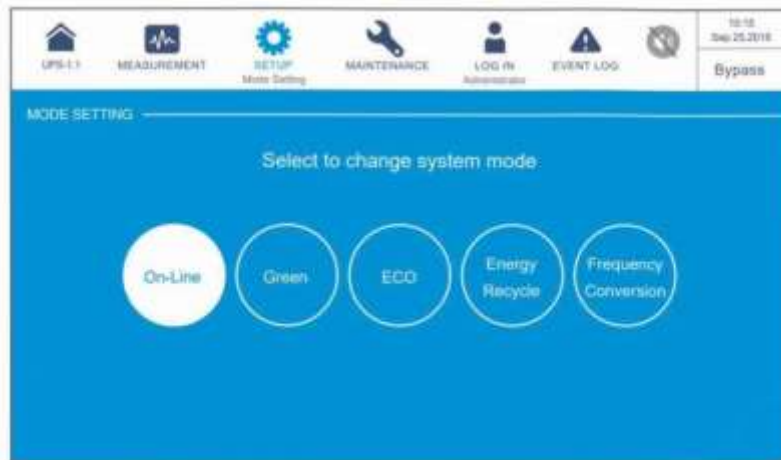 UPS-1.1
MEASUREMENT
SETUP
Mode Setting
MAINTENANCE
LOG IN
Administrator
EVENT LOG
Bypass
MODE SETTING
Select to change system mode
On-Line
Green
ECO
Energy
Recycle
Frequency
Conversion